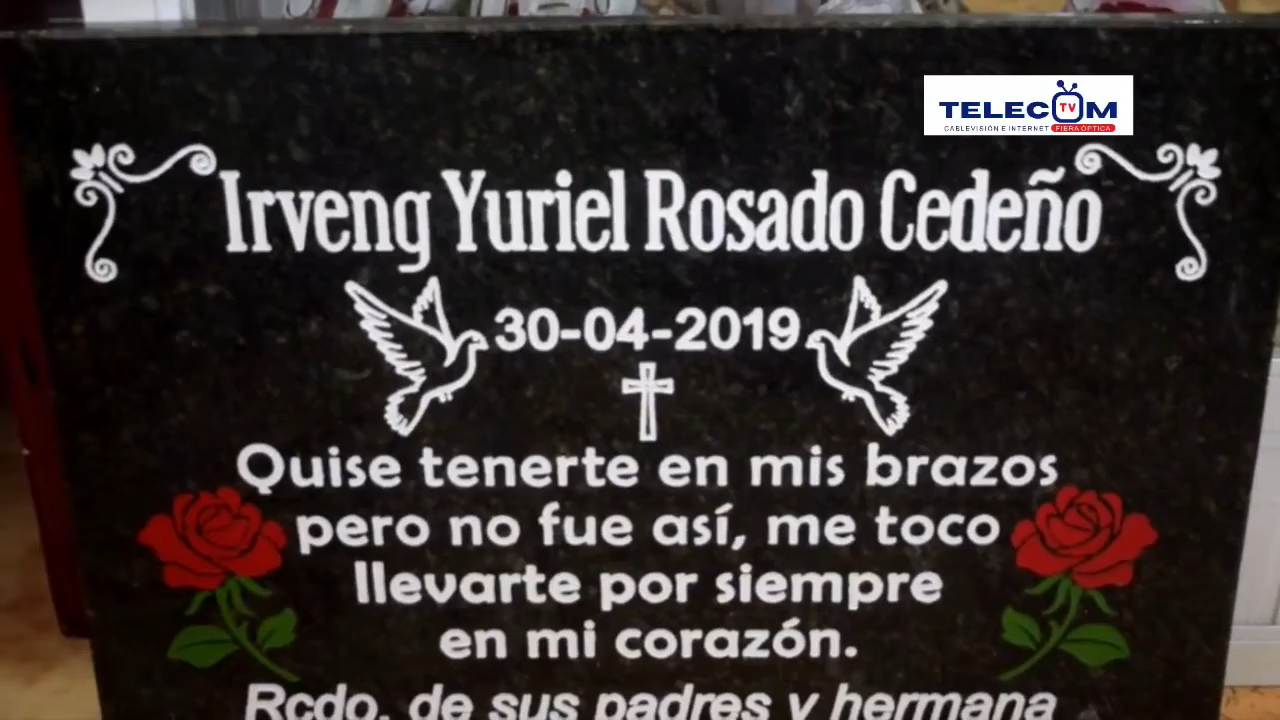 TELECOM TV
CABLEVISIÓN E INTERNET FIERA ÓPTICA
Irveng Yuriel Rosado Cedeño
30-04-2019
Quise tenerte en mis brazos
pero no fue así, me toco
llevarte por siempre
en mi corazón.
Rcdo. de sus padres y hermana